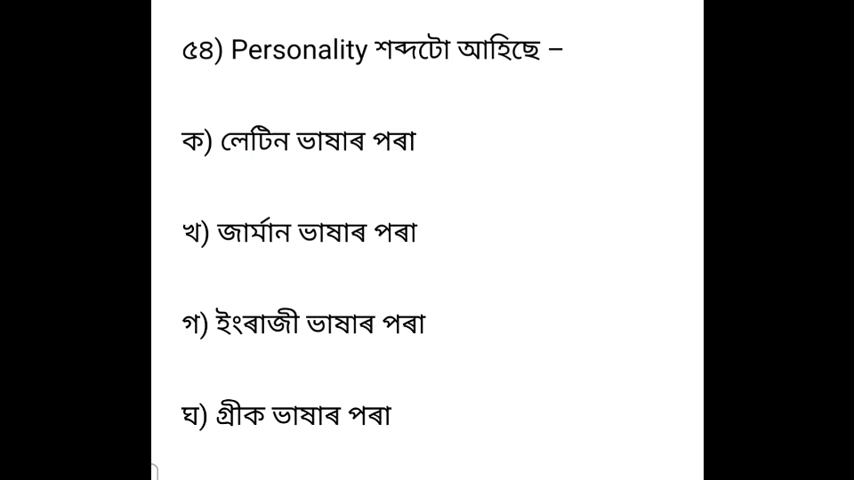 ৫৪) Personality শব্দটো আহিছে –
ক) লেটিন ভাষাৰ পৰা
খ) জাৰ্মান ভাষাৰ পৰা
গ) ইংৰাজী ভাষাৰ পৰা
ঘ) গ্ৰীক ভাষাৰ পৰা